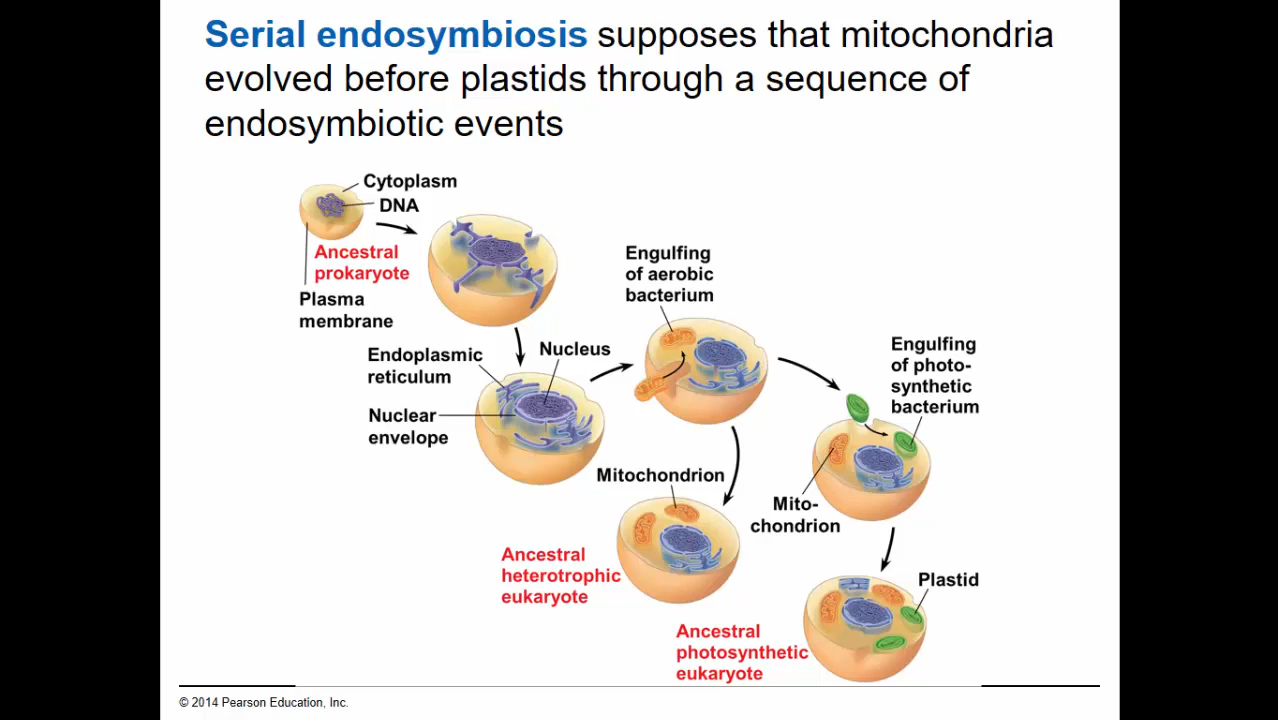 Serial endosymbiosis supposes that mitochondria
evolved before plastids through a sequence of
endosymbiotic events
Cytoplasm
DNA
Ancestral
prokaryote
Plasma
membrane
Endoplasmic
reticulum
Nucleus
Nuclear
envelope
Engulfing
of aerobic
bacterium
Engulfing
of photo-
synthetic
bacterium
Mitochondrion
Mito-
chondrion
Ancestral
heterotrophic
eukaryote
Plastid
Ancestral
photosynthetic
eukaryote
© 2014 Pearson Education, Inc.